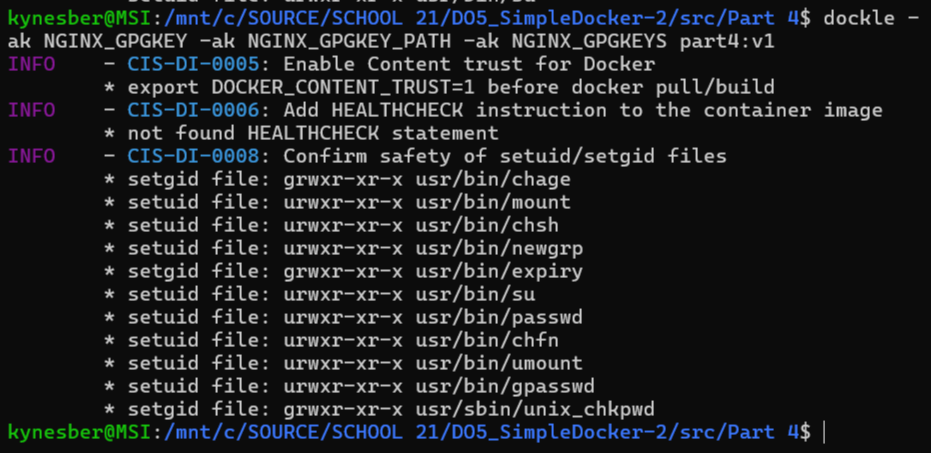 kynesber@MSI:/mnt/c/SOURCE/SCHOOL 21/DO5_SimpleDocker-2/src/Part 4$ dockle -
ak NGINX_GPGKEY -ak NGINX_GPGKEY_PATH -ak NGINX_GPGKEYS part4:v1
INFO    - CIS-DI-0005: Enable Content trust for Docker
        * export DOCKER_CONTENT_TRUST=1 before docker pull/build
INFO    - CIS-DI-0006: Add HEALTHCHECK instruction to the container image
        * not found HEALTHCHECK statement
INFO    - CIS-DI-0008: Confirm safety of setuid/setgid files
        * setgid file: grwxr-xr-x usr/bin/chage
        * setuid file: urwxr-xr-x usr/bin/mount
        * setuid file: urwxr-xr-x usr/bin/chsh
        * setuid file: urwxr-xr-x usr/bin/newgrp
        * setgid file: grwxr-xr-x usr/bin/expiry
        * setuid file: urwxr-xr-x usr/bin/su
        * setuid file: urwxr-xr-x usr/bin/passwd
        * setuid file: urwxr-xr-x usr/bin/chfn
        * setuid file: urwxr-xr-x usr/bin/umount
        * setuid file: urwxr-xr-x usr/bin/gpasswd
        * setgid file: grwxr-xr-x usr/sbin/unix_chkpwd
kynesber@MSI:/mnt/c/SOURCE/SCHOOL 21/DO5_SimpleDocker-2/src/Part 4$